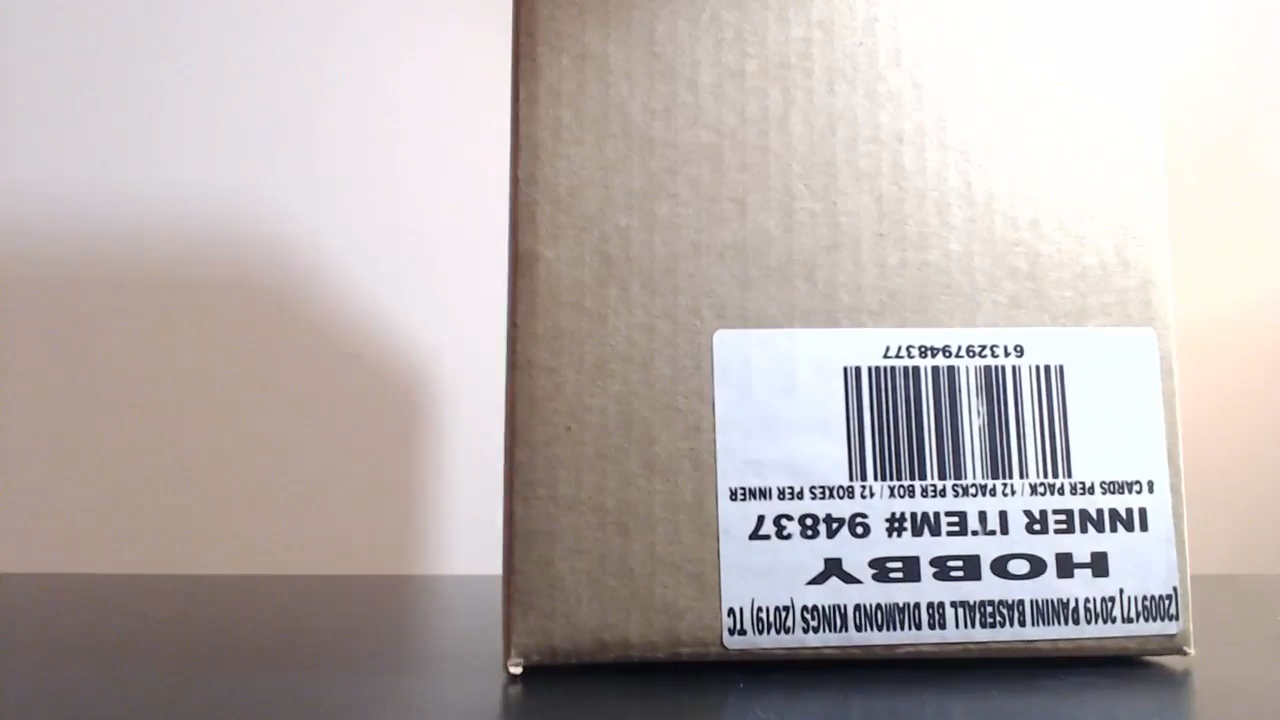 [200917] 2019 PANINI BASEBALL BB DIAMOND KINGS (2019) TC
HOBBY
INNER ITEM# 94837
8 CARDS PER PACK / 12 PACKS PER BOX / 12 BOXES PER INNER
613297948377